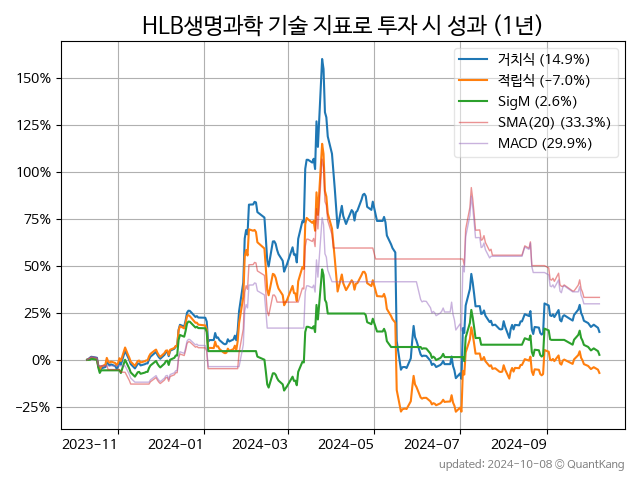 HLB생명과학 기술 지표로 투자 시 성과 (1년)
거치식 (14.9%)
적립식 (−7.0%)
SigM (2.6%)
SMA(20) (33.3%)
MACD (29.9%)
150%
125%
100%
75%
50%
25%
0%
−25%
2023-11 2024-01 2024-03 2024-05 2024-07 2024-09
updated: 2024-10-08 © QuantKang